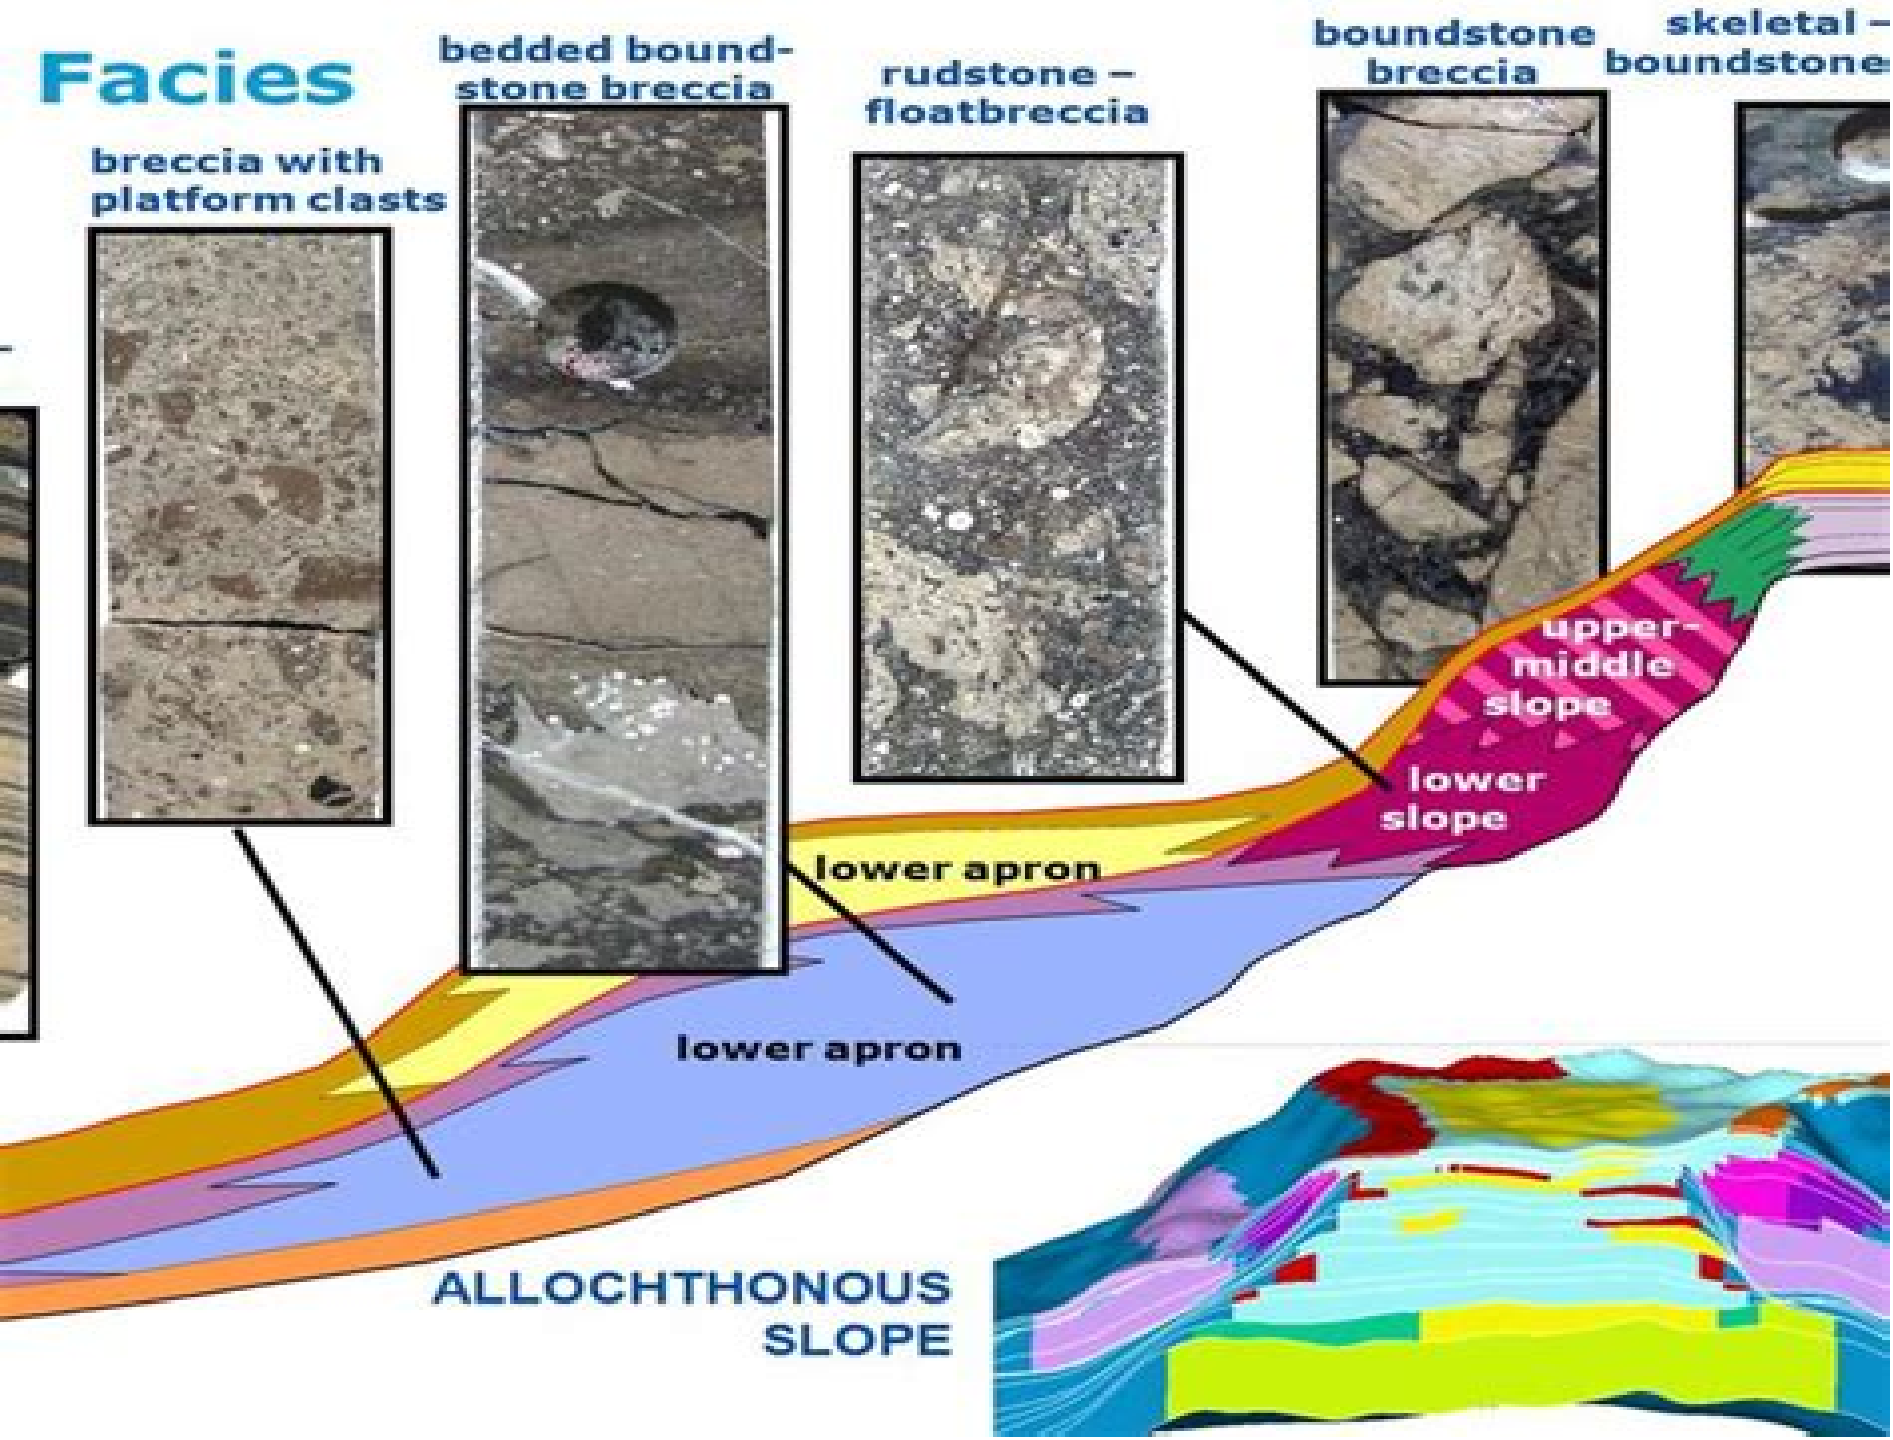 Facies
breccia with
platform clasts
bedded bound-
stone breccia
rudstone –
floatbreccia
boundstone
breccia
skeletal –
boundstone
upper-
middle
slope
lower
slope
lower apron
lower apron
ALLOCHTHONOUS
SLOPE